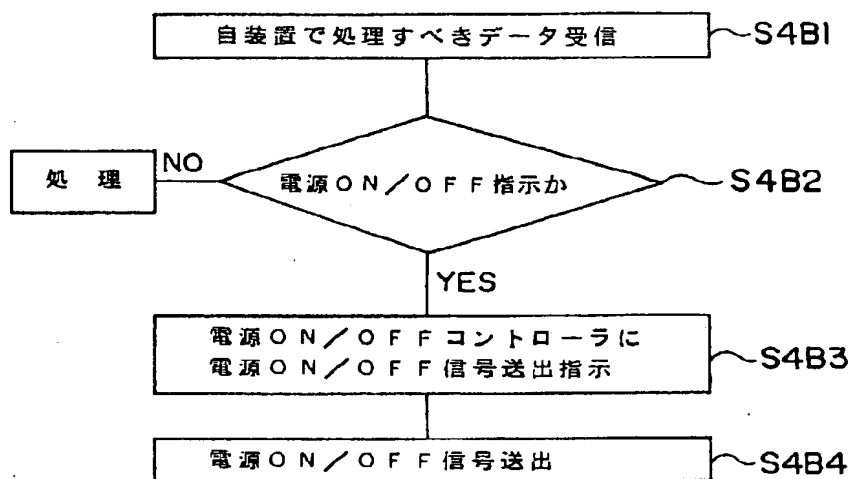 自装置で処理すべきデータ受信
S4B1
処 理
NO
電源ON／OFF指示か
S4B2
YES
電源ON／OFFコントローラに
電源ON／OFF信号送出指示
S4B3
電源ON／OFF信号送出
S4B4